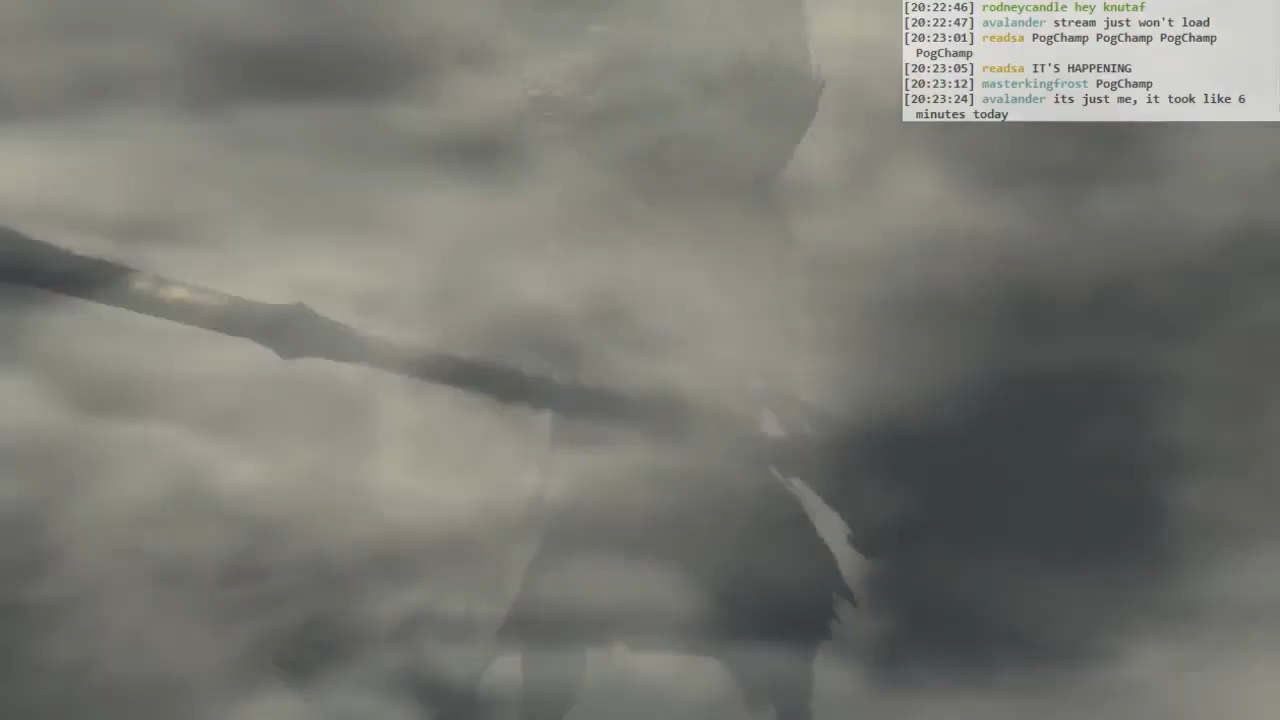 [20:22:46] rodneycandle hey knutaf
[20:22:47] avalander stream just won't load
[20:23:01] readsa PogChamp PogChamp PogChamp
PogChamp
[20:23:05] readsa IT'S HAPPENING
[20:23:12] masterkingfrost PogChamp
[20:23:24] avalander its just me, it took like 6
minutes today